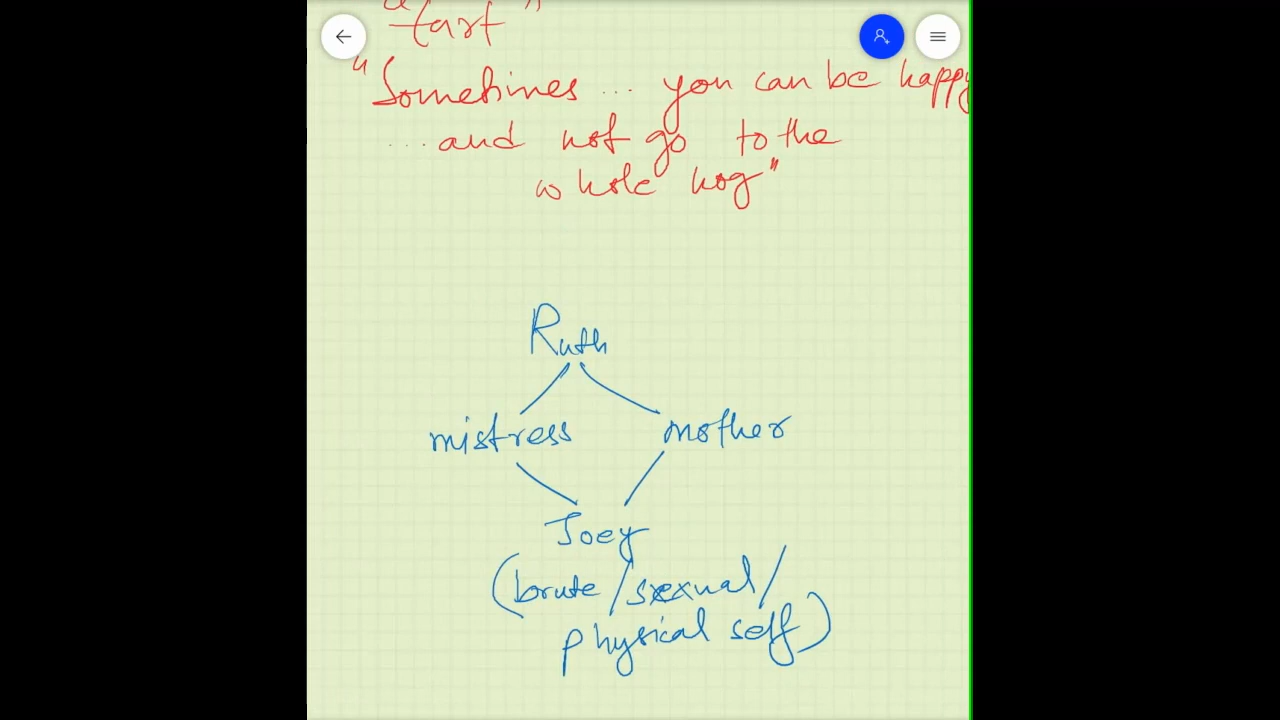 tart"
"Sometimes ... you can be happy
... and not go to the
whole hog"
Ruth
mistress mother
Joey
(brute/sexual/
physical self)